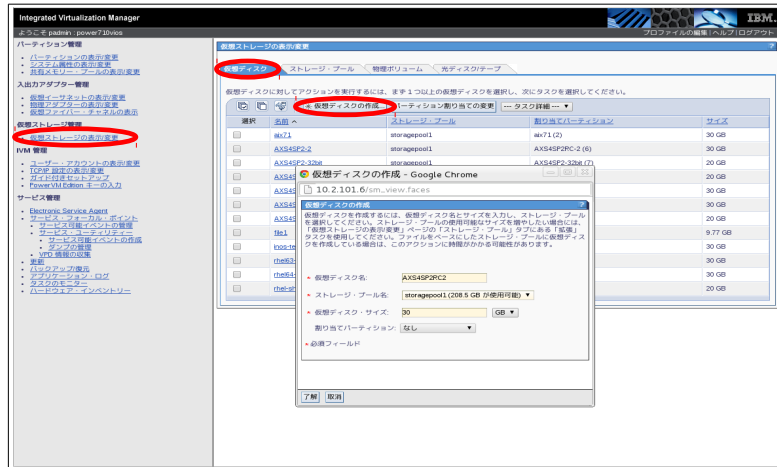 Integrated Virtualization Manager
IBM.
ようこそ padmin : power710vios
プロファイルの編集 | ヘルプ | ログアウト
パーティション管理
パーティションの表示/変更
システム属性の表示/変更
共有メモリー・プールの表示/変更
入出力アダプター管理
仮想イーサネットの表示/変更
物理アダプターの表示/変更
仮想ファイバー・チャネルの表示
仮想ストレージ管理
仮想ストレージの表示/変更
IVM 管理
ユーザー・アカウントの表示/変更
TCP/IP 設定の表示/変更
ガイド付きセットアップ
PowerVM Edition キーの入力
サービス管理
Electronic Service Agent
サービス・フォーカル・ポイント
サービス可能イベントの管理
サービス・ユーティリティー
サービス可能イベントの作成
ダンプの管理
VPD 情報の収集
更新
バックアップ/復元
アプリケーション・ログ
タスクのモニター
ハードウェア・インベントリー
仮想ストレージの表示/変更
?
仮想ディスク ストレージ・プール 物理ボリューム 光ディスク/テープ
仮想ディスクに対してアクションを実行するには、まず 1 つ以上の仮想ディスクを選択し、次にタスクを選択してください。
仮想ディスクの作成... パーティション割り当ての変更 --- タスク詳細 --- ▼
選択 名前 ^ ストレージ・プール 割り当てパーティション サイズ
aix71 storagepool1 aix71 (2) 30 GB
AXS4SP2-2 storagepool1 AXS4SP2RC-2 (6) 30 GB
AXS4SP2-32bit storagepool1 AXS4SP2-32bit (7) 20 GB
AXS4S 20 GB
AXS4S 30 GB
AXS4S 30 GB
AXS4S 20 GB
file1 9.77 GB
inos-te 30 GB
rhel63- 30 GB
rhel64- 30 GB
rhel-sh 20 GB
仮想ディスクの作成 - Google Chrome
10.2.101.6/sm_view.faces
仮想ディスクの作成
?
仮想ディスクを作成するには、仮想ディスク名とサイズを入力し、ストレージ・プール
を選択してください。ストレージ・プールの使用可能なサイズを増やしたい場合には、
「仮想ストレージの表示/変更」ページの「ストレージ・プール」タブにある「拡張」
タスクを使用してください。ファイルをベースにしたストレージ・プールに仮想ディス
クを作成している場合は、このアクションに時間がかかる可能性があります。
* 仮想ディスク名: AXS4SP2RC2
* ストレージ・プール名: storagepool1 (208.5 GB が使用可能) ▼
* 仮想ディスク・サイズ: 30 GB ▼
割り当てパーティション: なし ▼
*必須フィールド
了解 取消